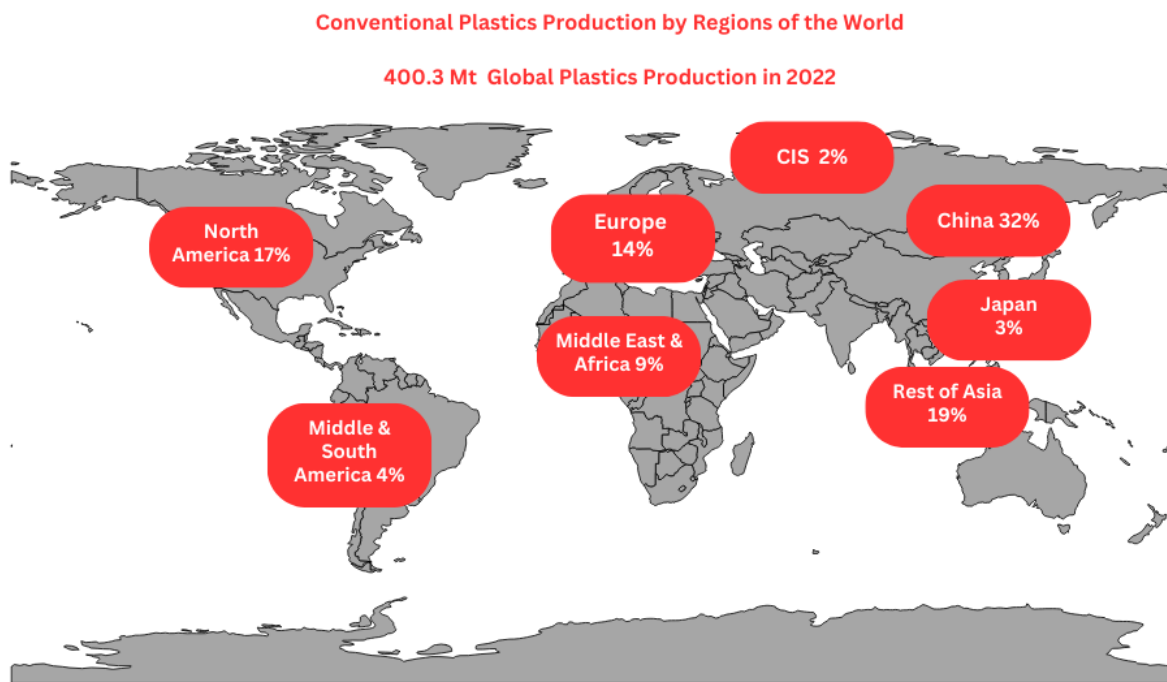 Conventional Plastics Production by Regions of the World
400.3 Mt Global Plastics Production in 2022
CIS 2%
North
America 17%
Europe
14%
China 32%
Japan
3%
Middle East &
Africa 9%
Rest of Asia
19%
Middle &
South
America 4%